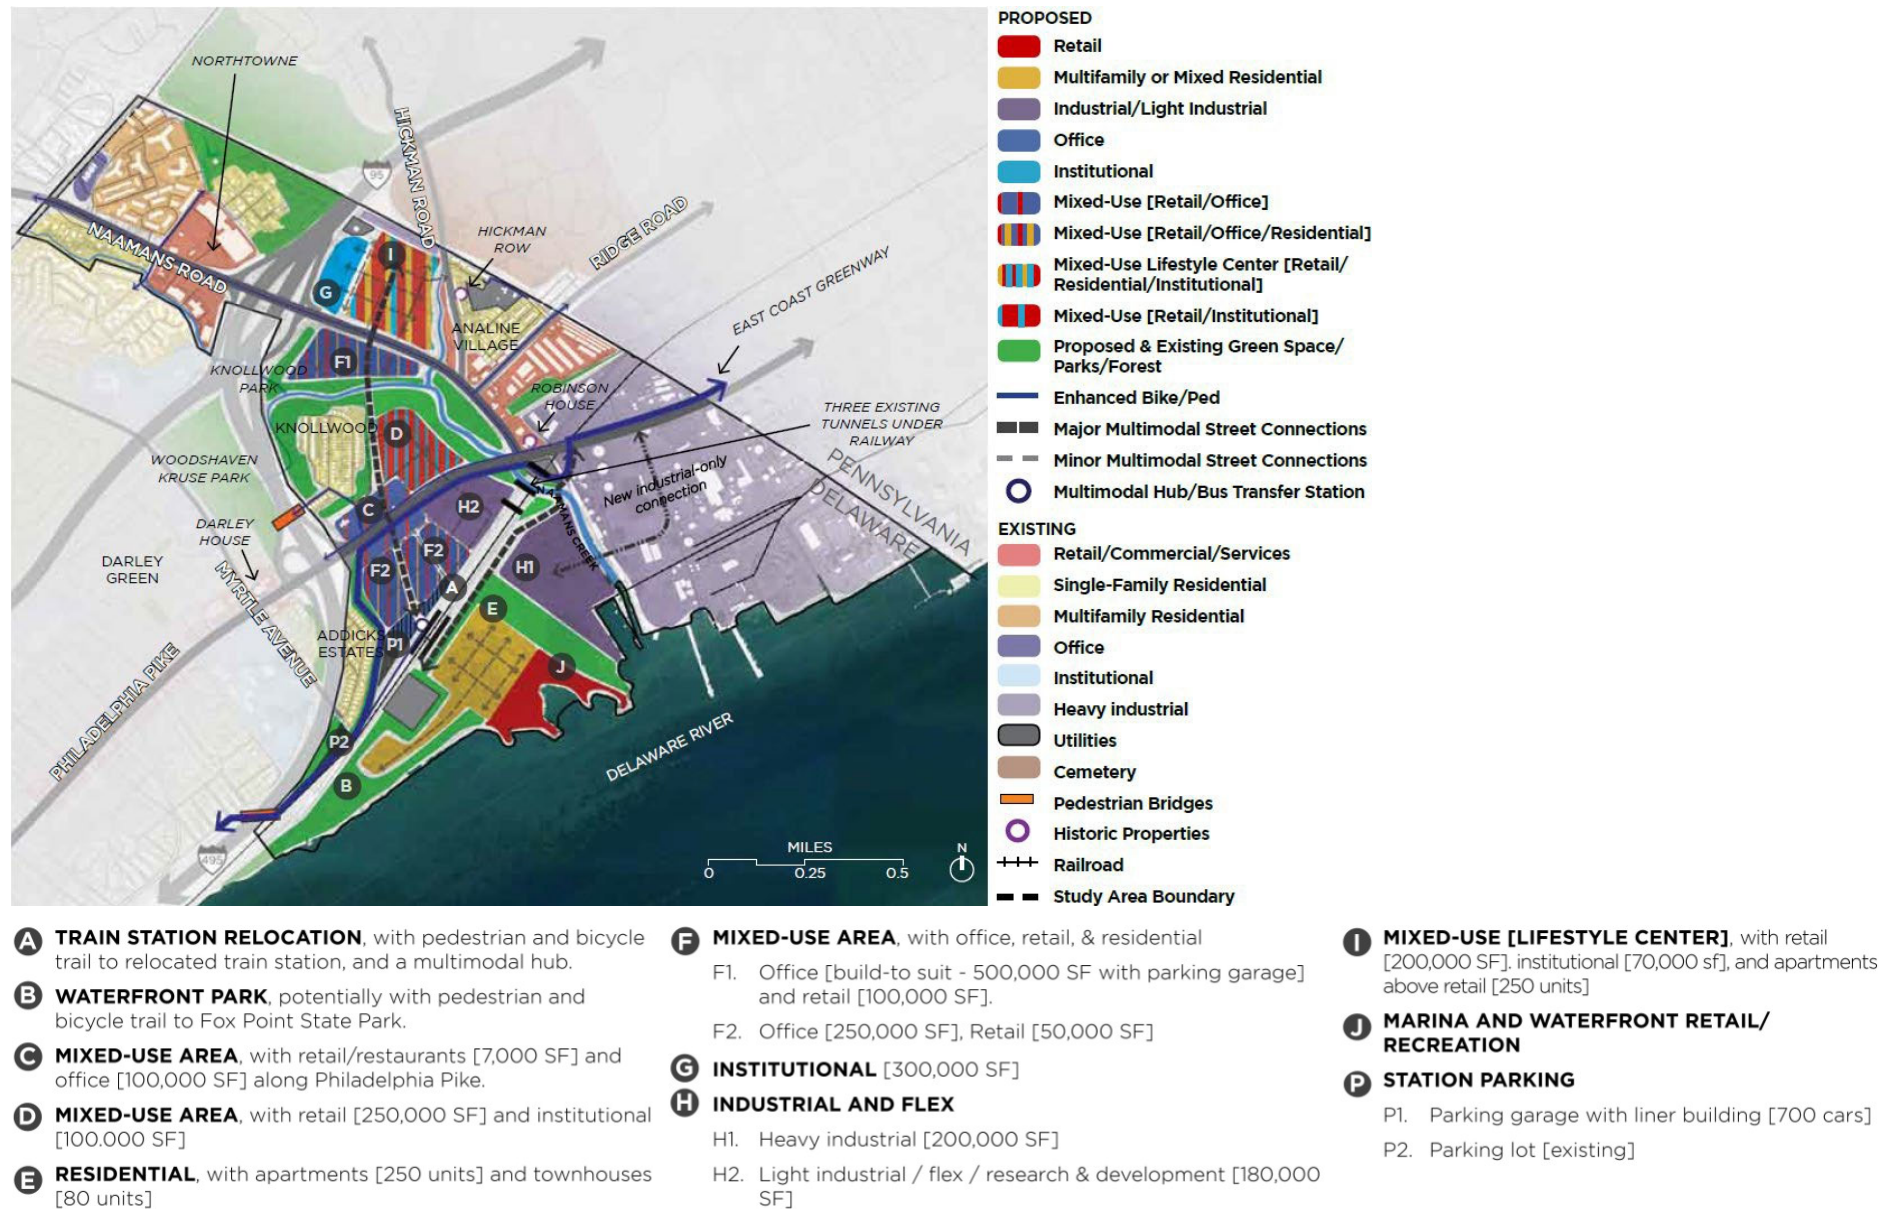 NORTHTOWNE
HICKMAN ROAD
95
NAAMANS ROAD
HICKMAN
ROW
RIDGE ROAD
EAST COAST GREENWAY
I
G
ANALINE
VILLAGE
F1
KNOLLWOOD
PARK
ROBINSON
HOUSE
THREE EXISTING
TUNNELS UNDER
RAILWAY
KNOLLWOOD
D
WOODSHAVEN
KRUSE PARK
New industrial-only
connection
PENNSYLVANIA
DELAWARE
C
H2
NAAMANS CREEK
DARLEY
HOUSE
DARLEY
GREEN
F2
F2
H1
MYRTLE AVENUE
A
E
ADDICKS
ESTATES
P1
J
PHILADELPHIA PIKE
P2
B
DELAWARE RIVER
495
MILES
0 0.25 0.5
N
PROPOSED
Retail
Multifamily or Mixed Residential
Industrial/Light Industrial
Office
Institutional
Mixed-Use [Retail/Office]
Mixed-Use [Retail/Office/Residential]
Mixed-Use Lifestyle Center [Retail/
Residential/Institutional]
Mixed-Use [Retail/Institutional]
Proposed & Existing Green Space/
Parks/Forest
Enhanced Bike/Ped
Major Multimodal Street Connections
Minor Multimodal Street Connections
Multimodal Hub/Bus Transfer Station
EXISTING
Retail/Commercial/Services
Single-Family Residential
Multifamily Residential
Office
Institutional
Heavy industrial
Utilities
Cemetery
Pedestrian Bridges
Historic Properties
Railroad
Study Area Boundary
A TRAIN STATION RELOCATION, with pedestrian and bicycle
trail to relocated train station, and a multimodal hub.
B WATERFRONT PARK, potentially with pedestrian and
bicycle trail to Fox Point State Park.
C MIXED-USE AREA, with retail/restaurants [7,000 SF] and
office [100,000 SF] along Philadelphia Pike.
D MIXED-USE AREA, with retail [250,000 SF] and institutional
[100.000 SF]
E RESIDENTIAL, with apartments [250 units] and townhouses
[80 units]
F MIXED-USE AREA, with office, retail, & residential
F1. Office [build-to suit - 500,000 SF with parking garage]
and retail [100,000 SF].
F2. Office [250,000 SF], Retail [50,000 SF]
G INSTITUTIONAL [300,000 SF]
H INDUSTRIAL AND FLEX
H1. Heavy industrial [200,000 SF]
H2. Light industrial / flex / research & development [180,000
SF]
I MIXED-USE [LIFESTYLE CENTER], with retail
[200,000 SF]. institutional [70,000 sf], and apartments
above retail [250 units]
J MARINA AND WATERFRONT RETAIL/
RECREATION
P STATION PARKING
P1. Parking garage with liner building [700 cars]
P2. Parking lot [existing]